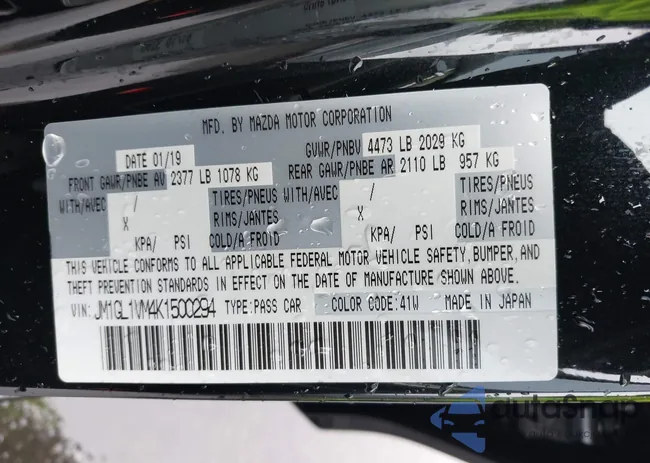 MFD. BY MAZDA MOTOR CORPORATION
DATE 01/19 GVWR/PNBV 4473 LB 2029 KG
FRONT GAWR/PNBE AV 2377 LB 1078 KG REAR GAWR/PNBE AR 2110 LB 957 KG
WITH/AVEC / TIRES/PNEUS WITH/AVEC / TIRES/PNEUS
X RIMS/JANTES X RIMS/JANTES
KPA/ PSI COLD/A FROID KPA/ PSI COLD/A FROID
THIS VEHICLE CONFORMS TO ALL APPLICABLE FEDERAL MOTOR VEHICLE SAFETY, BUMPER, AND
THEFT PREVENTION STANDARDS IN EFFECT ON THE DATE OF MANUFACTURE SHOWN ABOVE.
VIN: JM1GL1VM4K1500294 TYPE: PASS CAR COLOR CODE: 41W MADE IN JAPAN
autoSnap